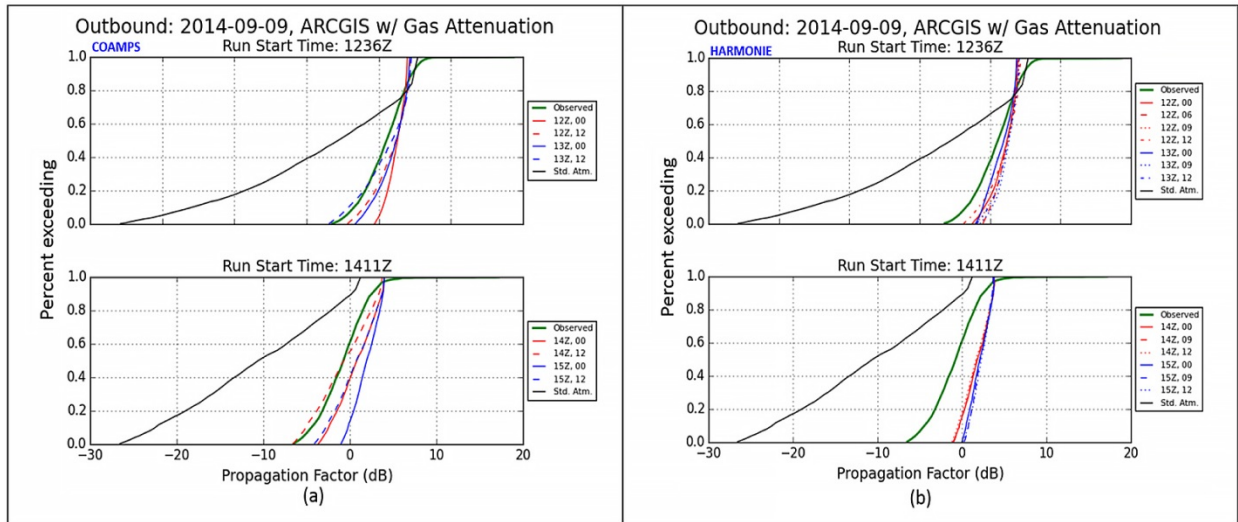 Outbound: 2014-09-09, ARCGIS w/ Gas Attenuation
COAMPS
Run Start Time: 1236Z
1.0
0.8
0.6
0.4
0.2
0.0
Observed
12Z, 00
12Z, 12
13Z, 00
13Z, 12
Std. Atm.
Percent exceeding
Run Start Time: 1411Z
1.0
0.8
0.6
0.4
0.2
0.0
Observed
14Z, 00
14Z, 12
15Z, 00
15Z, 12
Std. Atm.
-30 -20 -10 0 10 20
Propagation Factor (dB)
(a)
Outbound: 2014-09-09, ARCGIS w/ Gas Attenuation
HARMONIE
Run Start Time: 1236Z
1.0
0.8
0.6
0.4
0.2
0.0
Observed
12Z, 00
12Z, 06
12Z, 09
12Z, 12
13Z, 00
13Z, 09
13Z, 12
Std. Atm.
Percent exceeding
Run Start Time: 1411Z
1.0
0.8
0.6
0.4
0.2
0.0
Observed
14Z, 00
14Z, 09
14Z, 12
15Z, 00
15Z, 09
15Z, 12
Std. Atm.
-30 -20 -10 0 10 20
Propagation Factor (dB)
(b)